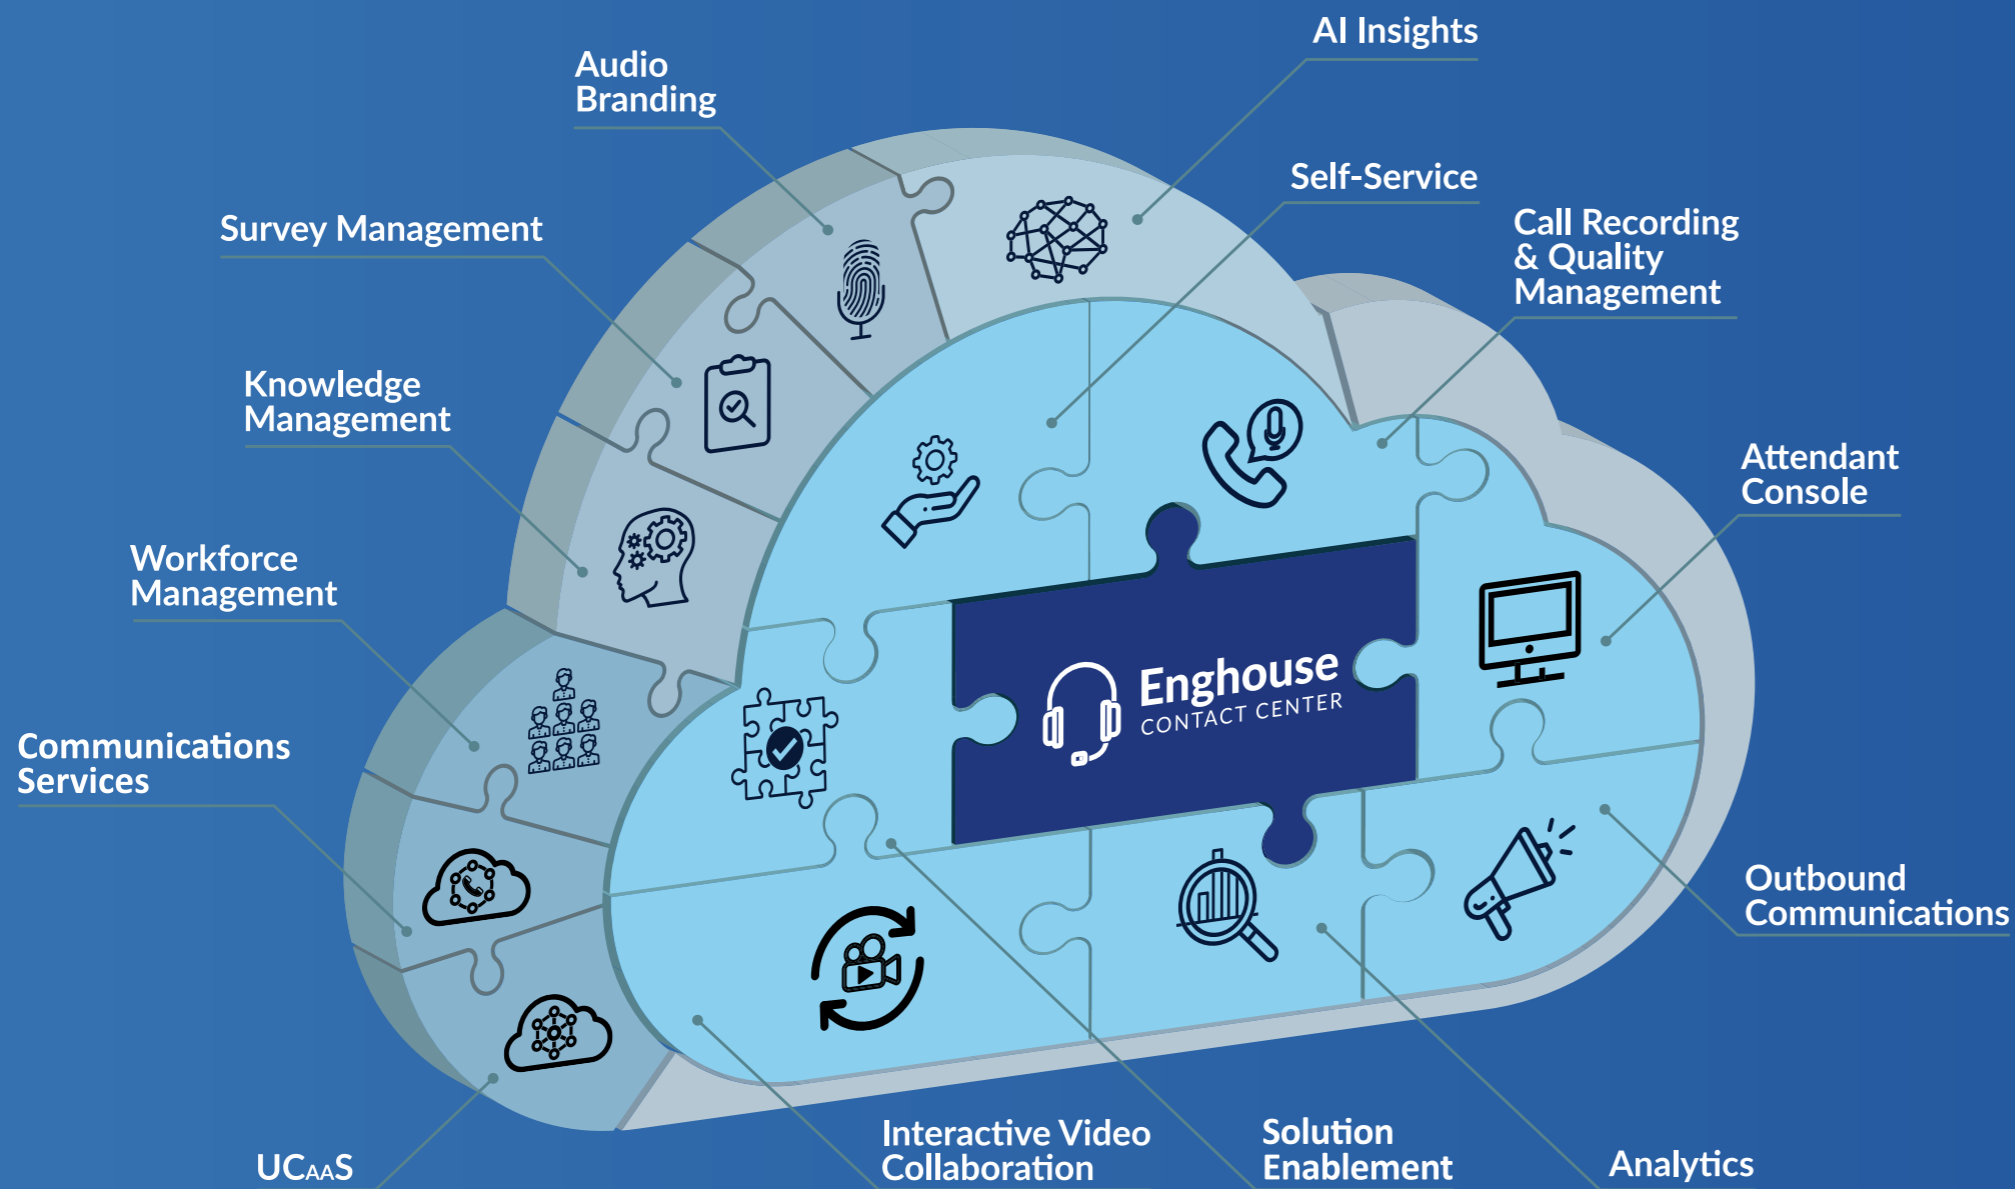 AI Insights
Audio
Branding
Self-Service
Survey Management
Call Recording
& Quality
Management
Knowledge
Management
Attendant
Console
Workforce
Management
Enghouse
CONTACT CENTER
Communications
Services
Outbound
Communications
UCAAS
Interactive Video
Collaboration
Solution
Enablement
Analytics